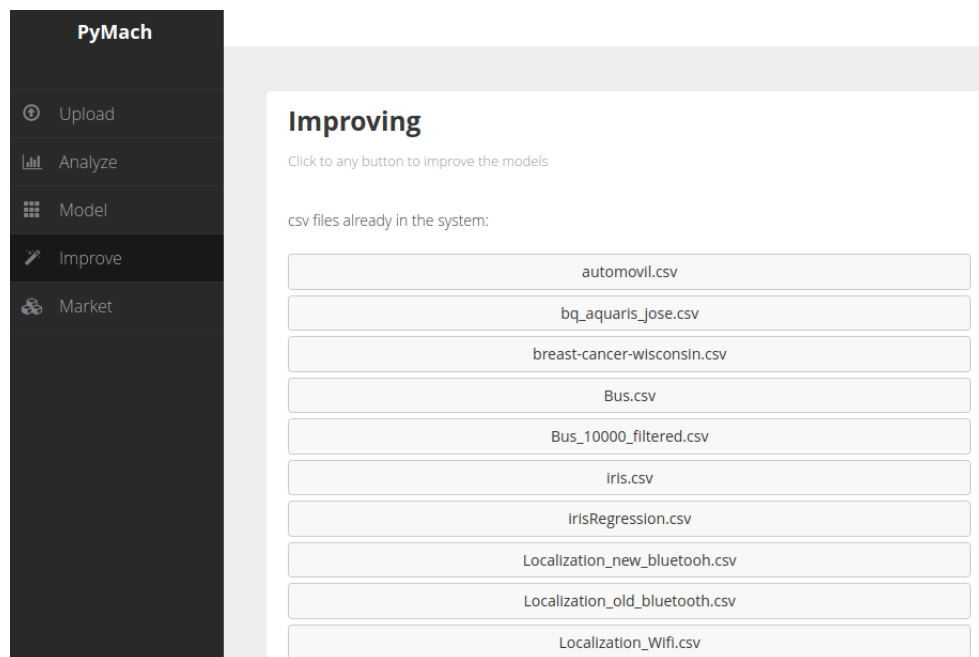 PyMach
Upload
Analyze
Model
Improve
Market
Improving
Click to any button to improve the models
csv files already in the system:
automovil.csv
bq_aquaris_jose.csv
breast-cancer-wisconsin.csv
Bus.csv
Bus_10000_filtered.csv
iris.csv
irisRegression.csv
Localization_new_bluetooh.csv
Localization_old_bluetooth.csv
Localization_Wifi.csv